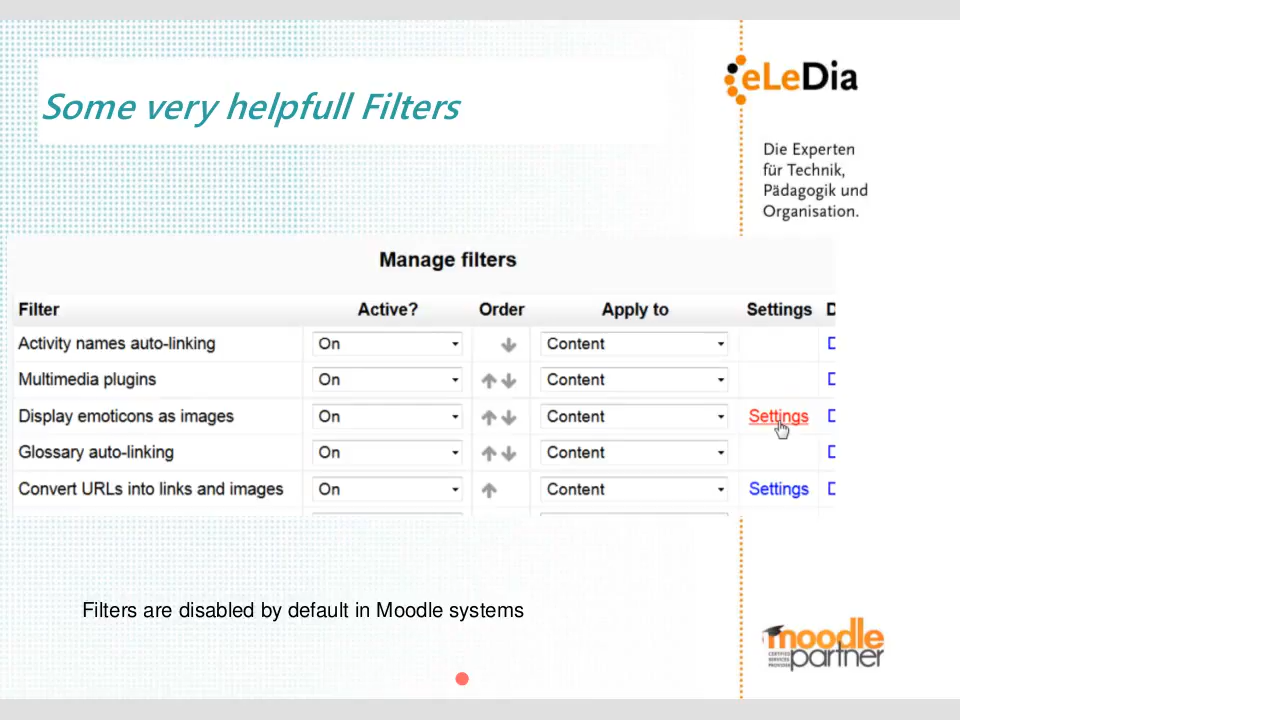 Some very helpfull Filters
eLeDia
Die Experten
für Technik,
Pädagogik und
Organisation.
Manage filters
Filter Active? Order Apply to Settings D
Activity names auto-linking On Content D
Multimedia plugins On Content D
Display emoticons as images On Content Settings D
Glossary auto-linking On Content D
Convert URLs into links and images On Content Settings D
Filters are disabled by default in Moodle systems
moodle
CERTIFIED
SERVICES
PROVIDER
partner